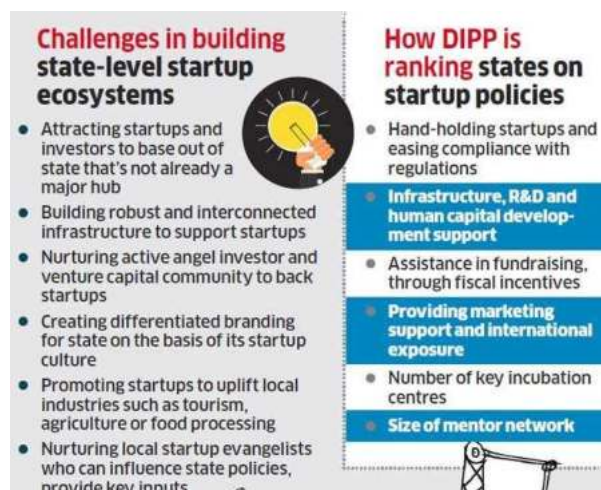 Challenges in building
state-level startup
ecosystems
Attracting startups and
investors to base out of
state that's not already a
major hub
Building robust and interconnected
infrastructure to support startups
Nurturing active angel investor and
venture capital community to back
startups
Creating differentiated branding
for state on the basis of its startup
culture
Promoting startups to uplift local
industries such as tourism,
agriculture or food processing
Nurturing local startup evangelists
who can influence state policies,
provide key inputs
How DIPP is
ranking states on
startup policies
Hand-holding startups and
easing compliance with
regulations
Infrastructure, R&D and
human capital develop-
ment support
Assistance in fundraising,
through fiscal incentives
Providing marketing
support and international
exposure
Number of key incubation
centres
Size of mentor network